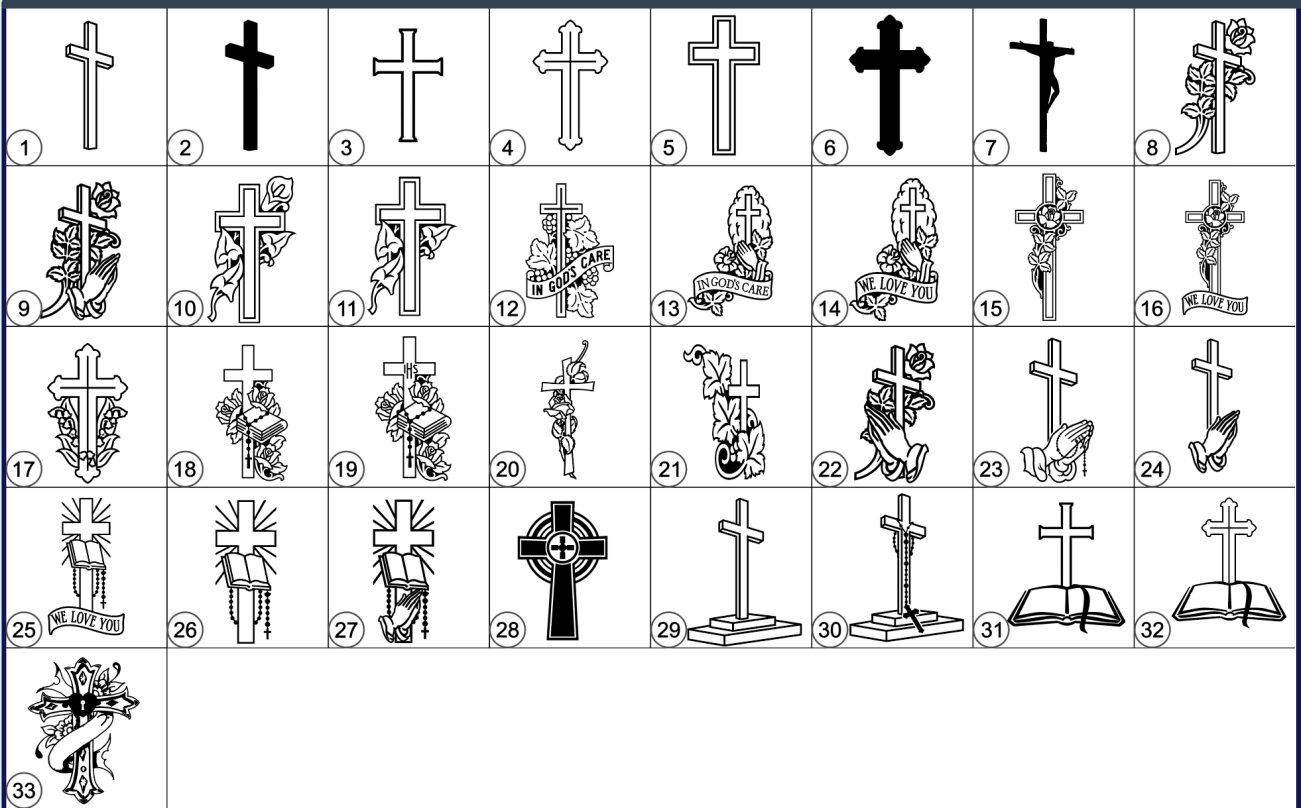 1 2 3 4 5 6 7 8
IN GOD'S CARE IN GOD'S CARE WE LOVE YOU WE LOVE YOU
9 10 11 12 13 14 15 16
IHS
17 18 19 20 21 22 23 24
WE LOVE YOU
25 26 27 28 29 30 31 32
33